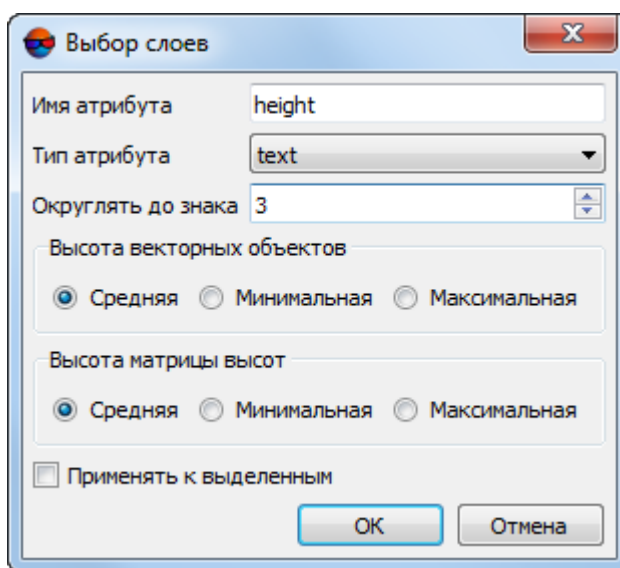 Выбор слоев
Имя атрибута height
Тип атрибута text
Округлять до знака 3
Высота векторных объектов
Средняя Минимальная Максимальная
Высота матрицы высот
Средняя Минимальная Максимальная
Применять к выделенным
OK Отмена